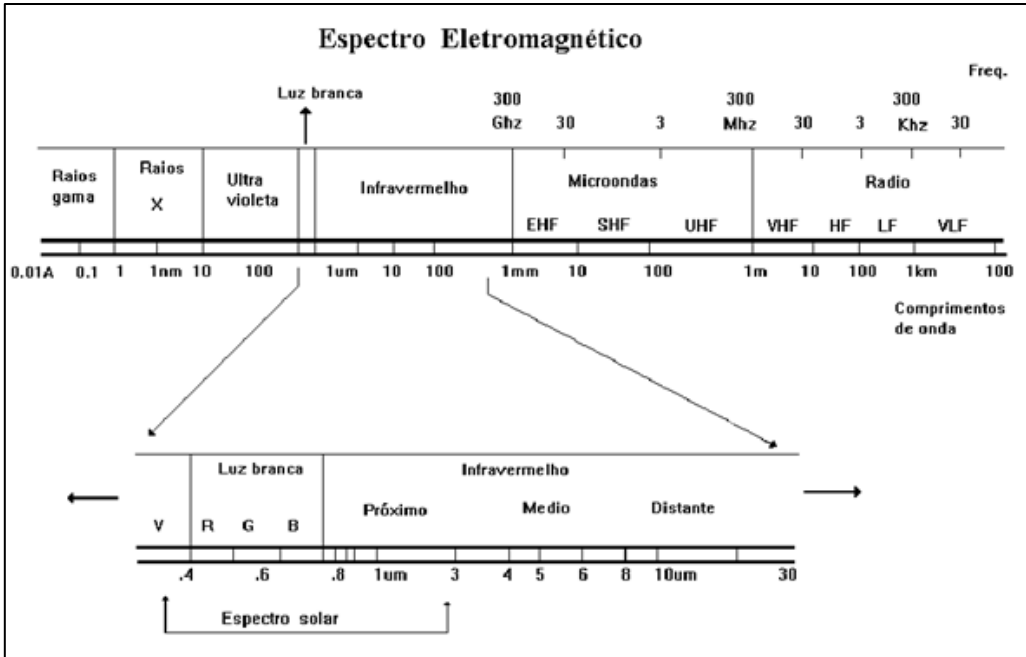 Espectro Eletromagnético
Freq.
Luz branca
300 Ghz 30 3 300 Mhz 30 3 300 Khz 30
Raios gama
Raios X
Ultra violeta
Infravermelho
Microondas
Radio
EHF SHF UHF VHF HF LF VLF
0.01A 0.1 1 1nm 10 100 1um 10 100 1mm 10 100 1m 10 100 1km 100
Comprimentos de onda
Luz branca
Infravermelho
Próximo Medio Distante
V R G B
.4 .6 .8 1um 3 4 5 6 8 10um 30
Espectro solar